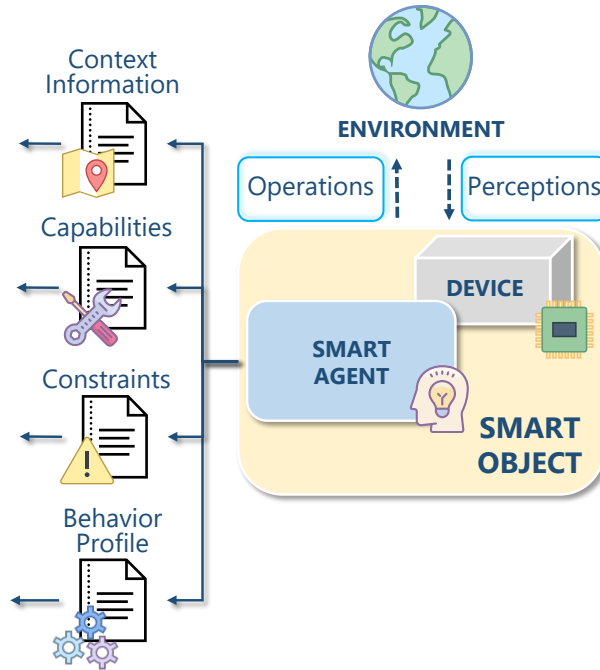 Context
Information
Capabilities
Constraints
Behavior
Profile
ENVIRONMENT
Operations
Perceptions
DEVICE
SMART
AGENT
SMART
OBJECT